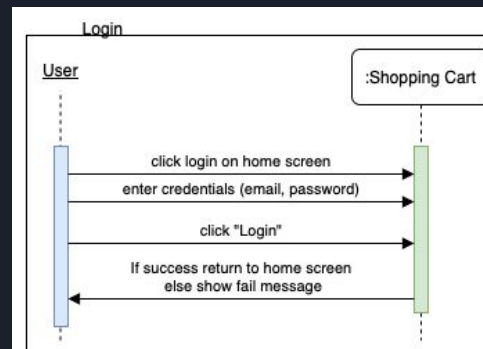 Login
User
:Shopping Cart
click login on home screen
enter credentials (email, password)
click "Login"
If success return to home screen
else show fail message